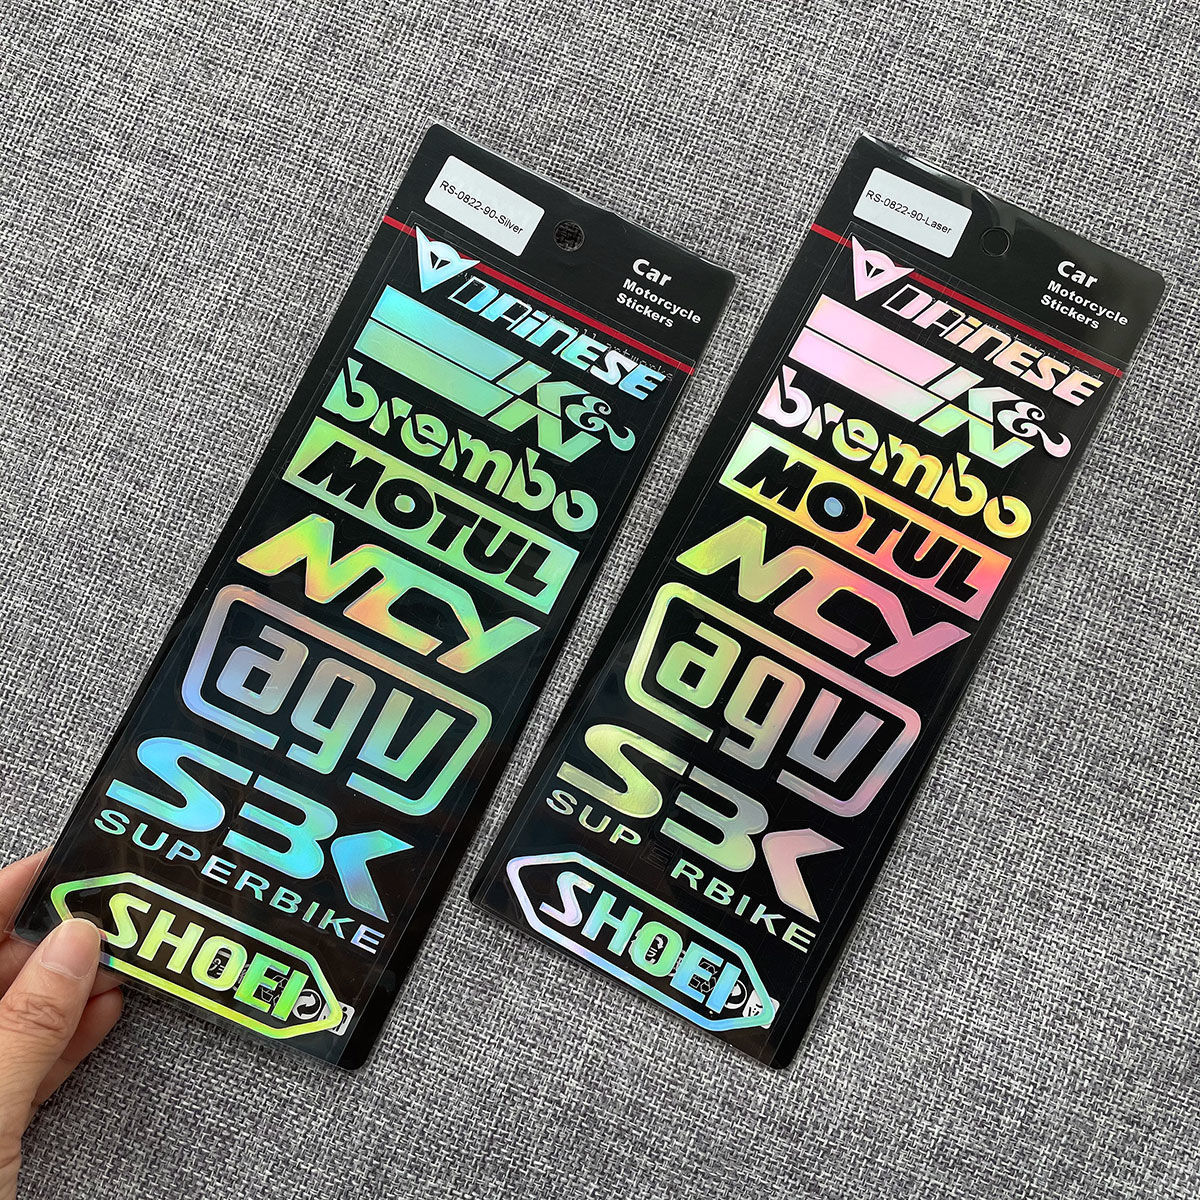 RS-0822-90-Silver
Car
Motorcycle
Stickers
DAiNESE
K&N
brembo
MOTUL
NCY
agv
SBK
SUPERBIKE
SHOEI
RS-0822-90-Laser
Car
Motorcycle
Stickers
DAiNESE
K&N
brembo
MOTUL
NCY
agv
SBK
SUPERBIKE
SHOEI